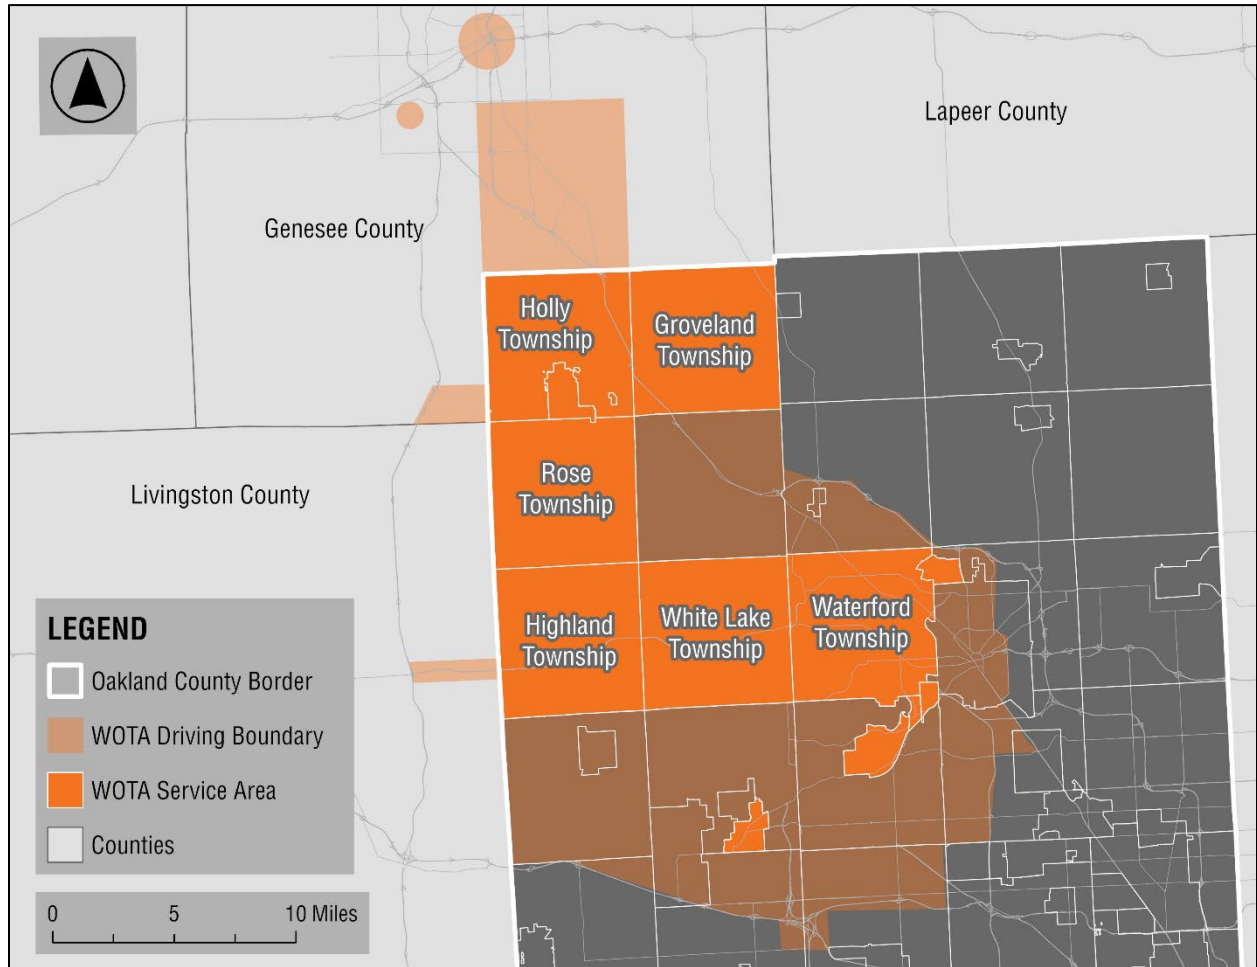 Lapeer County
Genesee County
Holly
Township
Groveland
Township
Rose
Township
Livingston County
Highland
Township
White Lake
Township
Waterford
Township
LEGEND
Oakland County Border
WOTA Driving Boundary
WOTA Service Area
Counties
0 5 10 Miles